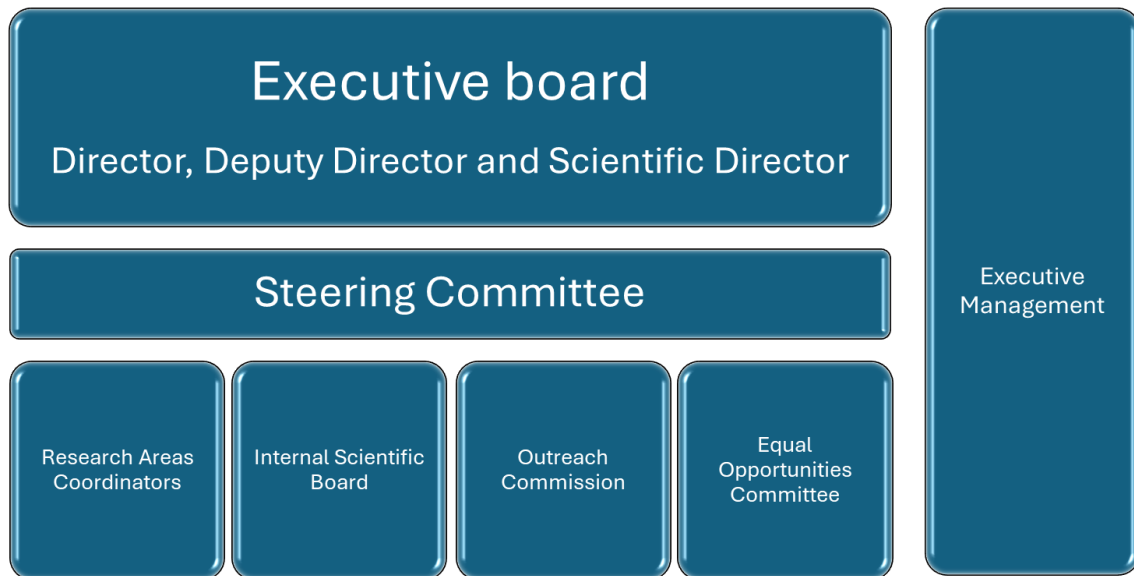 Executive board
Director, Deputy Director and Scientific Director
Steering Committee
Research Areas
Coordinators
Internal Scientific
Board
Outreach
Commission
Equal
Opportunities
Committee
Executive
Management